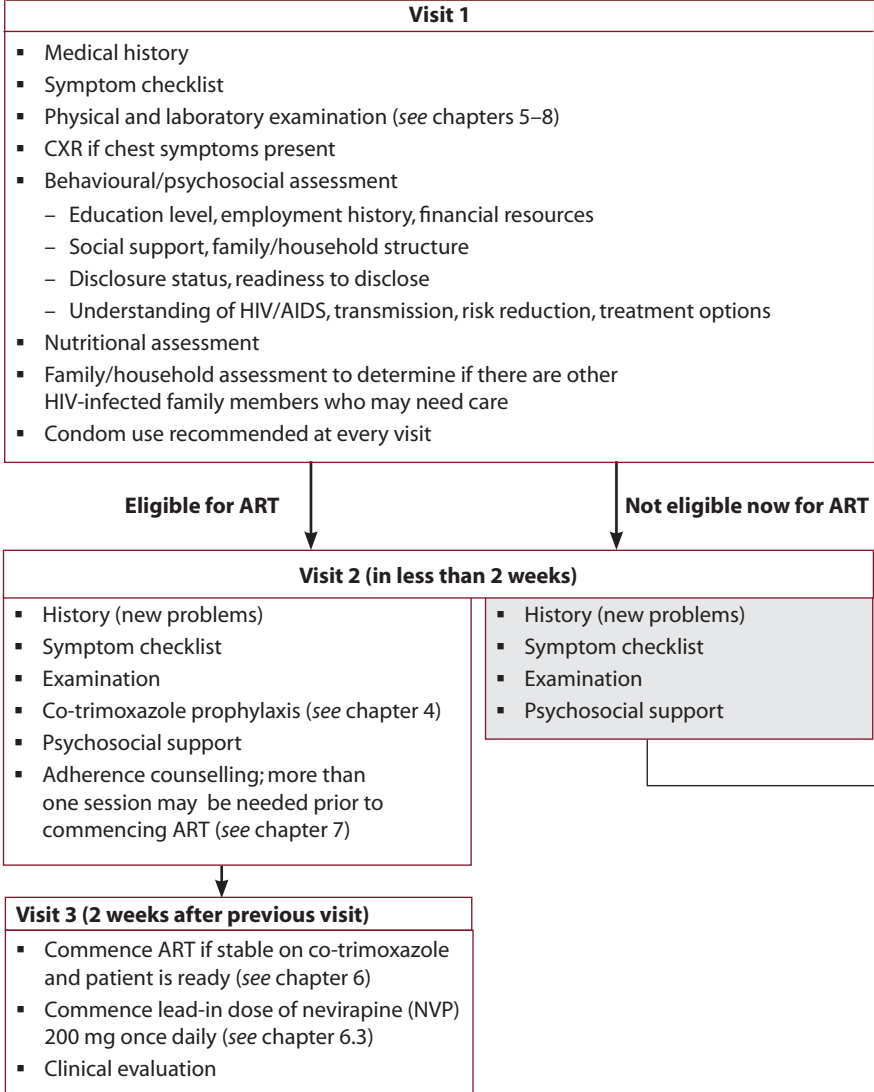 Visit 1
▪ Medical history
▪ Symptom checklist
▪ Physical and laboratory examination (see chapters 5–8)
▪ CXR if chest symptoms present
▪ Behavioural/psychosocial assessment
– Education level, employment history, financial resources
– Social support, family/household structure
– Disclosure status, readiness to disclose
– Understanding of HIV/AIDS, transmission, risk reduction, treatment options
▪ Nutritional assessment
▪ Family/household assessment to determine if there are other
HIV-infected family members who may need care
▪ Condom use recommended at every visit
Eligible for ART
Not eligible now for ART
Visit 2 (in less than 2 weeks)
▪ History (new problems)
▪ Symptom checklist
▪ Examination
▪ Co-trimoxazole prophylaxis (see chapter 4)
▪ Psychosocial support
▪ Adherence counselling; more than
one session may be needed prior to
commencing ART (see chapter 7)
▪ History (new problems)
▪ Symptom checklist
▪ Examination
▪ Psychosocial support
Visit 3 (2 weeks after previous visit)
▪ Commence ART if stable on co-trimoxazole
and patient is ready (see chapter 6)
▪ Commence lead-in dose of nevirapine (NVP)
200 mg once daily (see chapter 6.3)
▪ Clinical evaluation